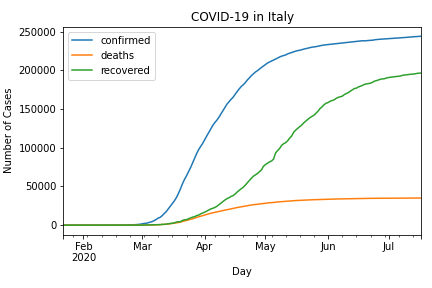 COVID-19 in Italy
confirmed
deaths
recovered
250000
200000
150000
100000
50000
0
Number of Cases
Feb Mar Apr May Jun Jul
2020
Day